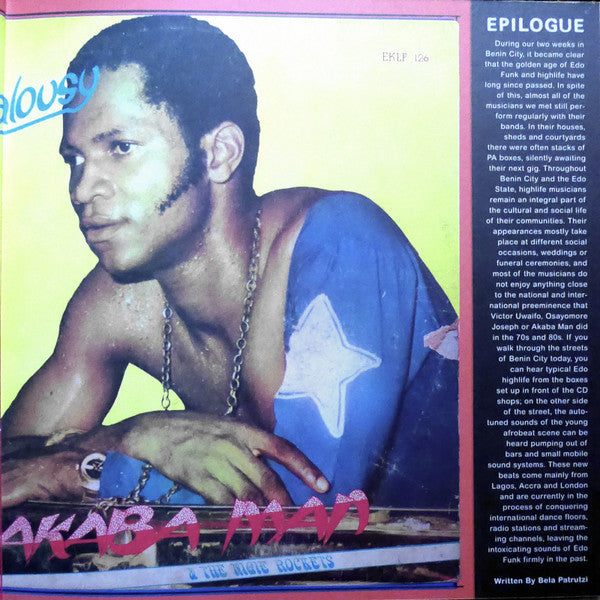 alousy
EKLF 126
AKABA MAN
& THE NIGIE ROCKETS
EPILOGUE
During our two weeks in
Benin City, it became clear
that the golden age of Edo
Funk and highlife have
long since passed. In spite
of this, almost all of the
musicians we met still per-
form regularly with their
bands. In their houses,
sheds and courtyards
there were often stacks of
PA boxes, silently awaiting
their next gig. Throughout
Benin City and the Edo
State, highlife musicians
remain an integral part of
the cultural and social life
of their communities. Their
appearances mostly take
place at different social
occasions, weddings or
funeral ceremonies, and
most of the musicians do
not enjoy anything close
to the national and inter-
national preeminence that
Victor Uwaifo, Osayomore
Joseph or Akaba Man did
in the 70s and 80s. If you
walk through the streets
of Benin City today, you
can hear typical Edo
highlife from the boxes
set up in front of the CD
shops; on the other side
of the street, the auto-
tuned sounds of the young
afrobeat scene can be
heard pumping out of
bars and small mobile
sound systems. These new
beats come mainly from
Lagos, Accra and London
and are currently in the
process of conquering
international dance floors,
radio stations and stream-
ing channels, leaving the
intoxicating sounds of Edo
Funk firmly in the past.
Written By Bela Patrutzi